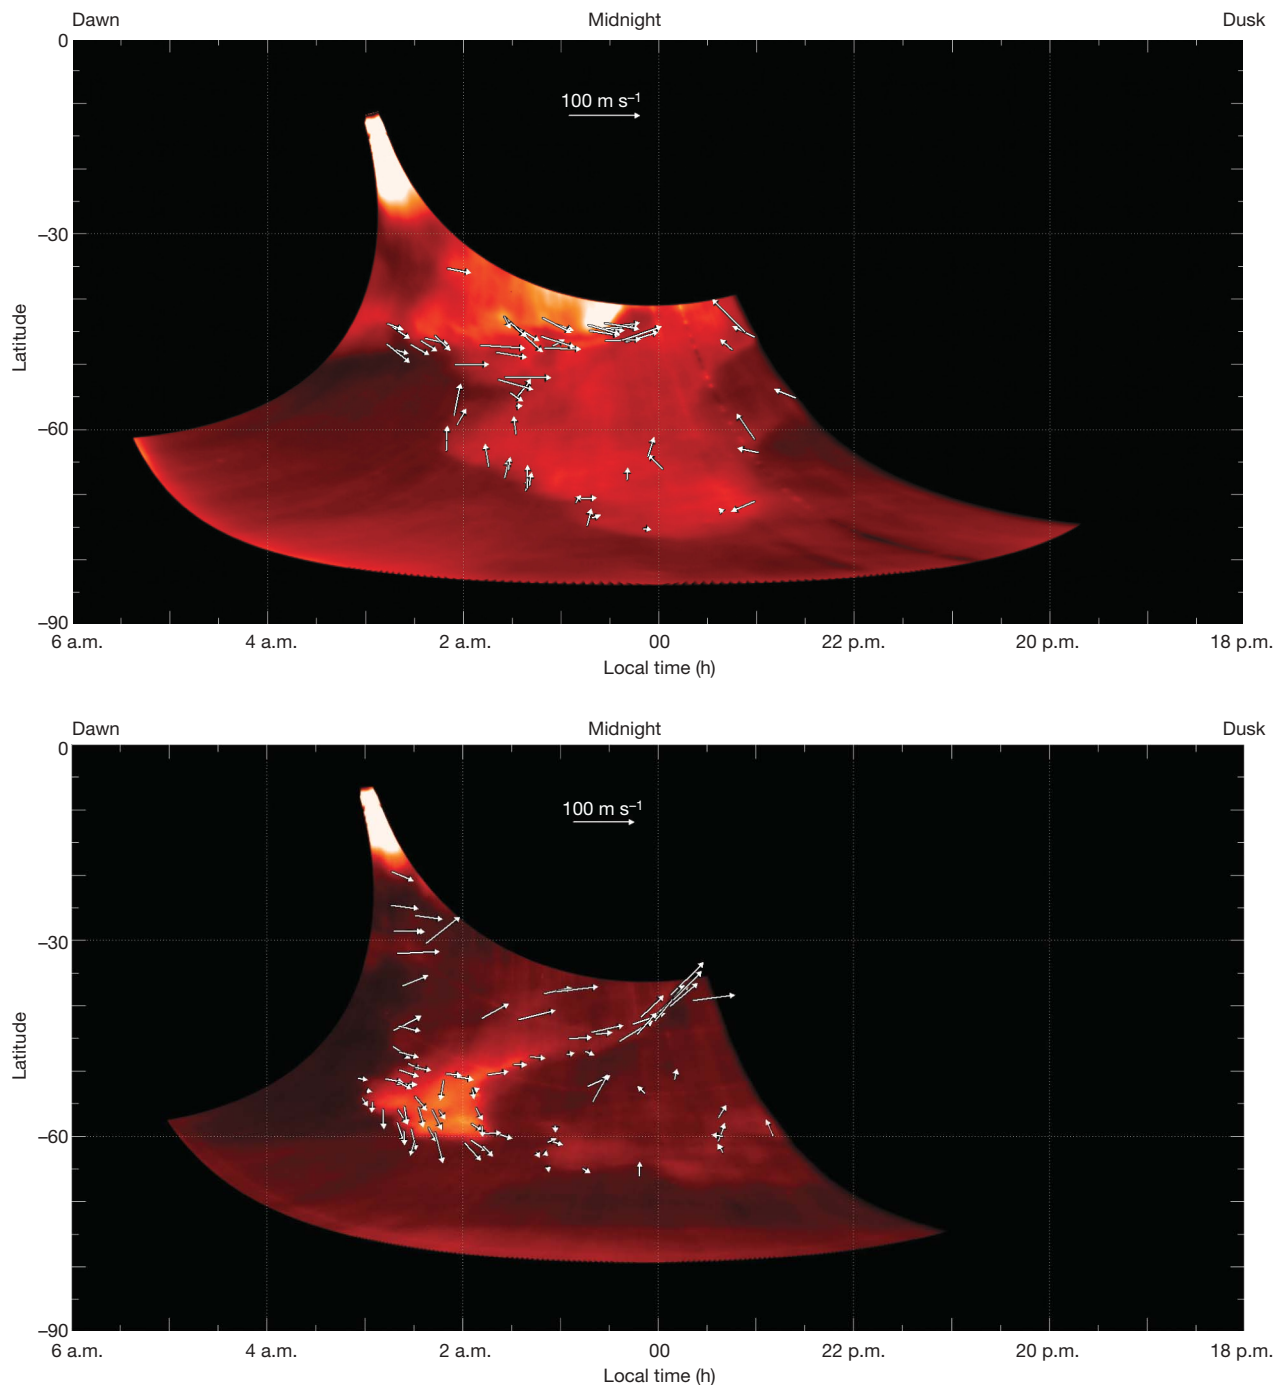 Dawn Midnight Dusk
0
100 m s⁻¹
–30
Latitude
–60
–90
6 a.m. 4 a.m. 2 a.m. 00 22 p.m. 20 p.m. 18 p.m.
Local time (h)
Dawn Midnight Dusk
0
100 m s⁻¹
–30
Latitude
–60
–90
6 a.m. 4 a.m. 2 a.m. 00 22 p.m. 20 p.m. 18 p.m.
Local time (h)